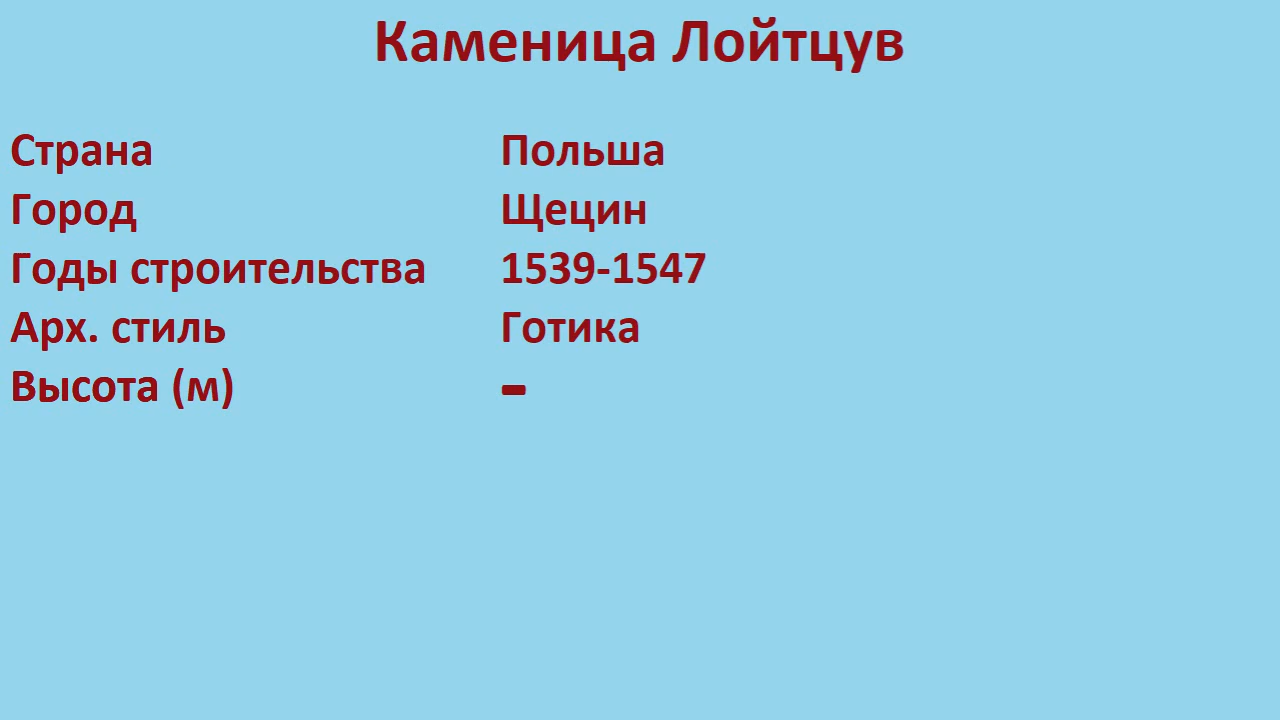 Каменица Лойтцув
Страна Польша
Город Щецин
Годы строительства 1539-1547
Арх. стиль Готика
Высота (м) -